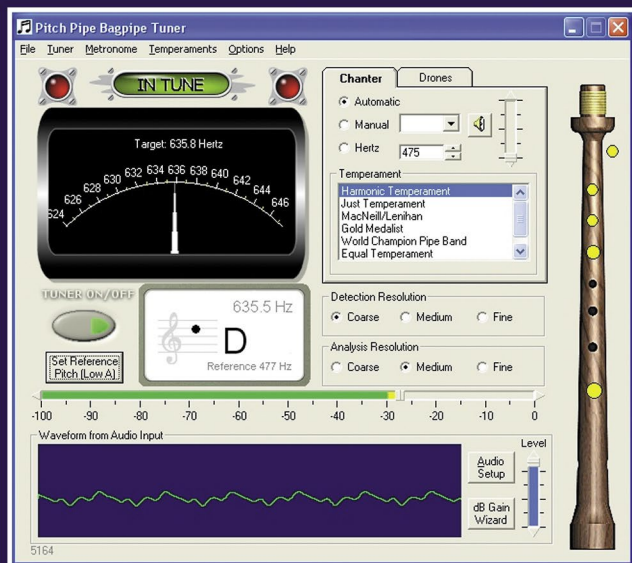 Pitch Pipe Bagpipe Tuner
File Tuner Metronome Temperaments Options Help
IN TUNE
Target: 635.8 Hertz
624 626 628 630 632 634 636 638 640 642 644 646
TUNER ON/OFF
Set Reference
Pitch (Low A)
635.5 Hz
D
Reference 477 Hz
Chanter Drones
Automatic
Manual
Hertz 475
Temperament
Harmonic Temperament
Just Temperament
MacNeill/Lenihan
Gold Medalist
World Champion Pipe Band
Equal Temperament
Detection Resolution
Coarse Medium Fine
Analysis Resolution
Coarse Medium Fine
-100 -90 -80 -70 -60 -50 -40 -30 -20 -10 0
Waveform from Audio Input
Level
Audio
Setup
dB Gain
Wizard
5164